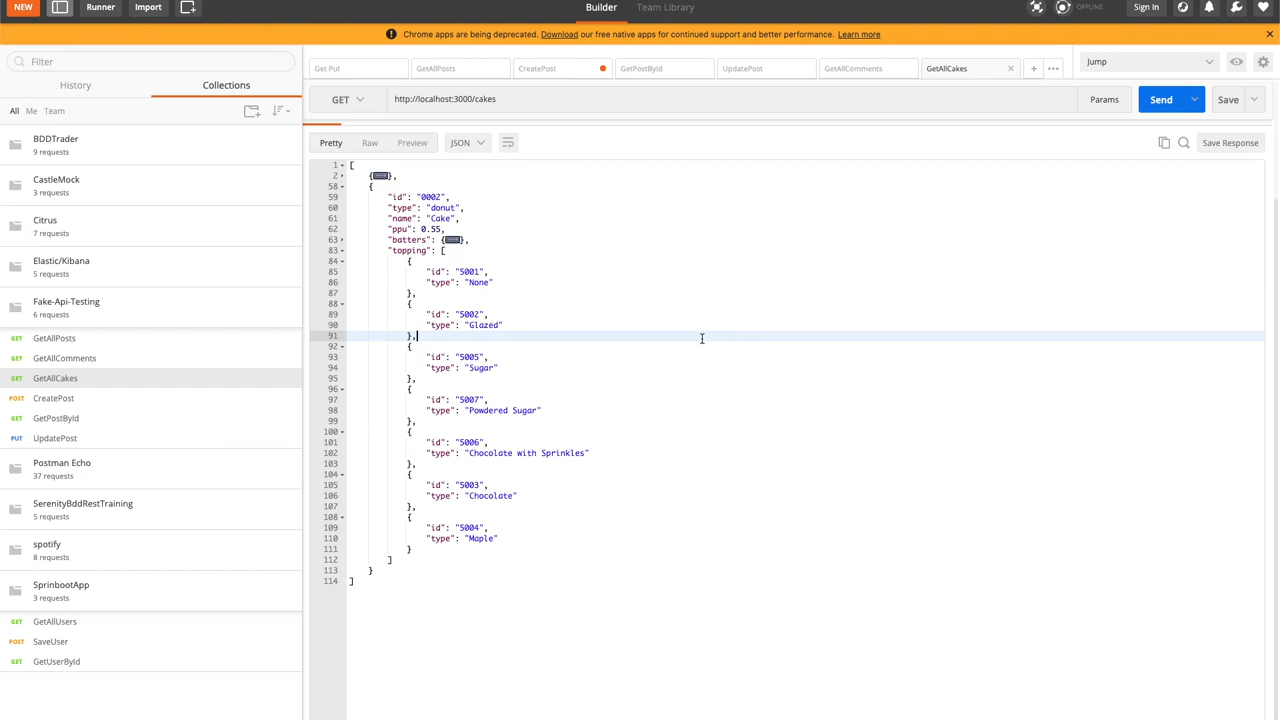 NEW Runner Import Builder Team Library OFFLINE Sign In
Chrome apps are being deprecated. Download our free native apps for continued support and better performance. Learn more
Filter
History Collections
All Me Team
BDDTrader
9 requests
CastleMock
3 requests
Citrus
7 requests
Elastic/Kibana
5 requests
Fake-Api-Testing
6 requests
GET GetAllPosts
GET GetAllComments
GET GetAllCakes
POST CreatePost
GET GetPostById
PUT UpdatePost
Postman Echo
37 requests
SerenityBddRestTraining
5 requests
spotify
8 requests
SprinbootApp
3 requests
GET GetAllUsers
POST SaveUser
GET GetUserById
Get Put GetAllPosts CreatePost GetPostById UpdatePost GetAllComments GetAllCakes
Jump
GET http://localhost:3000/cakes Params Send Save
Pretty Raw Preview JSON Save Response
1 [
2 {},
58 {
59 "id": "0002",
60 "type": "donut",
61 "name": "Cake",
62 "ppu": 0.55,
63 "batters": {},
83 "topping": [
84 {
85 "id": "5001",
86 "type": "None"
87 },
88 {
89 "id": "5002",
90 "type": "Glazed"
91 },
92 {
93 "id": "5005",
94 "type": "Sugar"
95 },
96 {
97 "id": "5007",
98 "type": "Powdered Sugar"
99 },
100 {
101 "id": "5006",
102 "type": "Chocolate with Sprinkles"
103 },
104 {
105 "id": "5003",
106 "type": "Chocolate"
107 },
108 {
109 "id": "5004",
110 "type": "Maple"
111 }
112 ]
113 }
114 ]